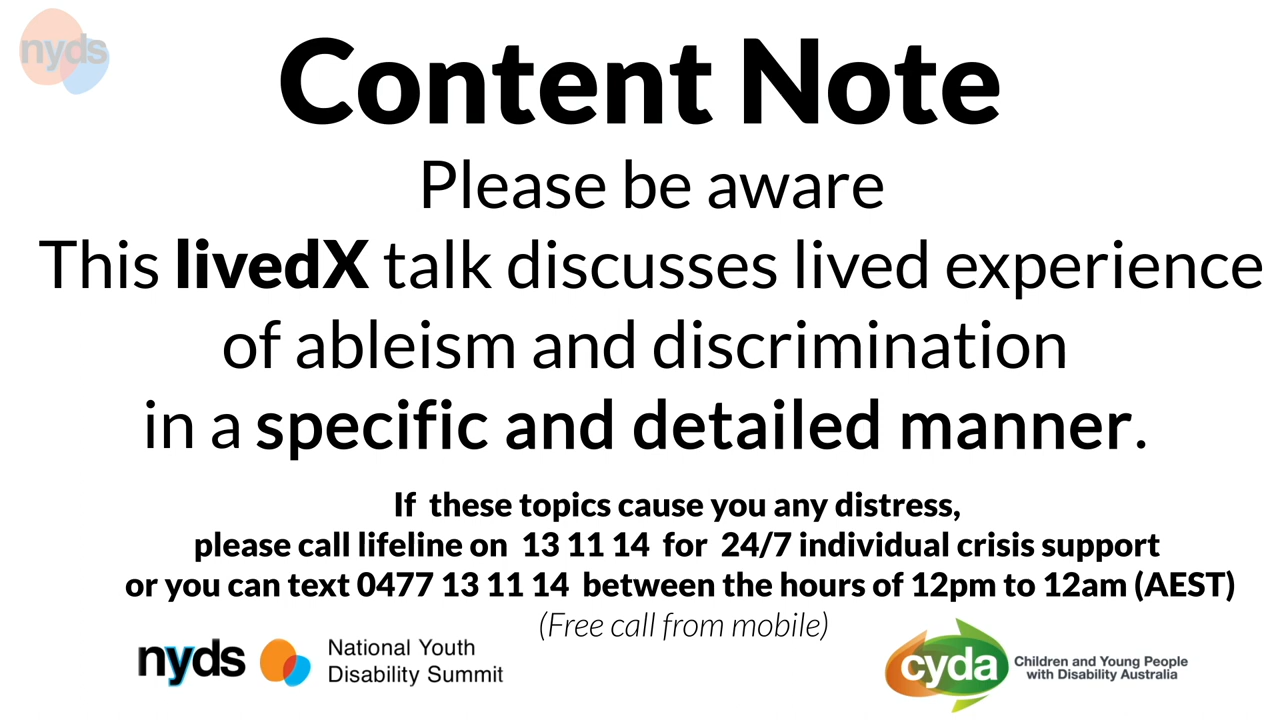 nyds
Content Note
Please be aware
This livedX talk discusses lived experience
of ableism and discrimination
in a specific and detailed manner.
If these topics cause you any distress,
please call lifeline on 13 11 14 for 24/7 individual crisis support
or you can text 0477 13 11 14 between the hours of 12pm to 12am (AEST)
(Free call from mobile)
nyds
National Youth
Disability Summit
cyda
Children and Young People
with Disability Australia